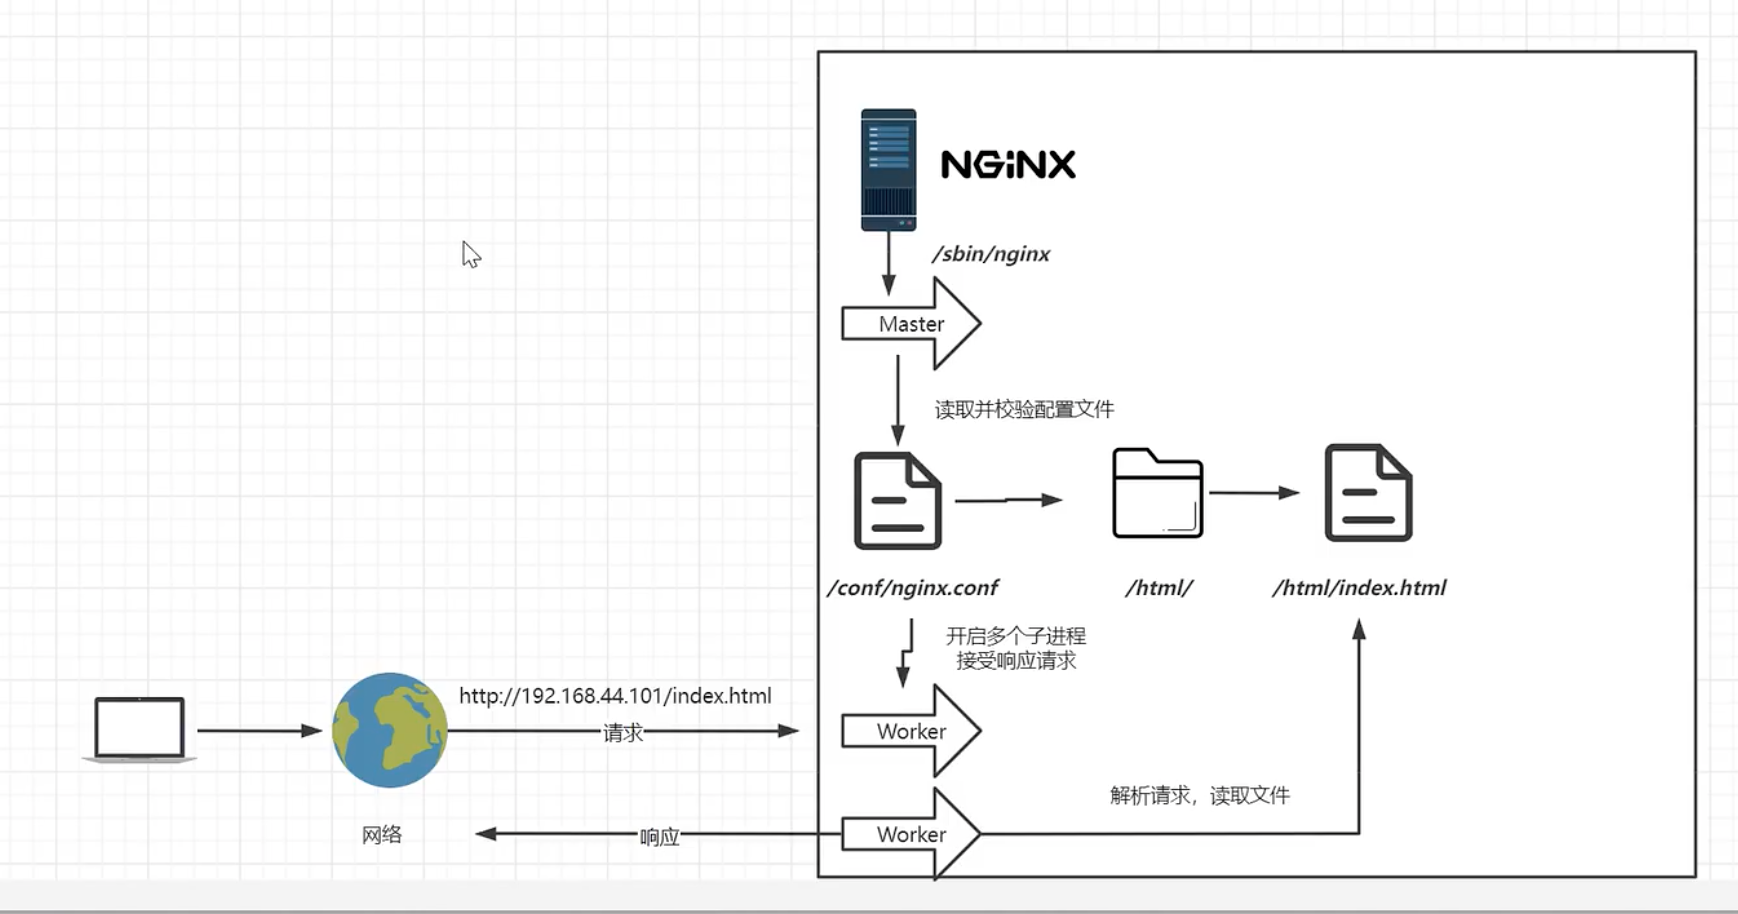 NGINX
/sbin/nginx
Master
读取并校验配置文件
/conf/nginx.conf
/html/
/html/index.html
开启多个子进程
接受响应请求
http://192.168.44.101/index.html
请求
Worker
解析请求，读取文件
网络
响应
Worker